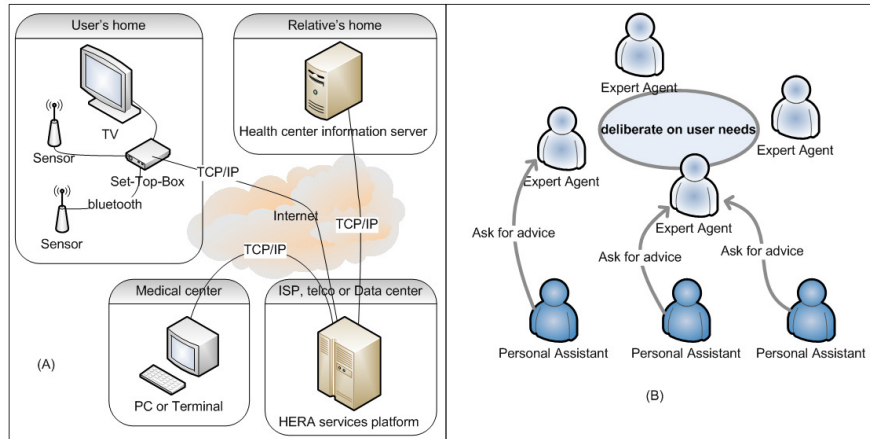 User's home
TV
Sensor
Set-Top-Box
bluetooth
Sensor
TCP/IP
Relative's home
Health center information server
Internet
TCP/IP
TCP/IP
Medical center
PC or Terminal
ISP, telco or Data center
HERA services platform
(A)
Expert Agent
deliberate on user needs
Expert Agent
Expert Agent
Expert Agent
Ask for advice
Ask for advice
Ask for advice
Personal Assistant
Personal Assistant
Personal Assistant
(B)